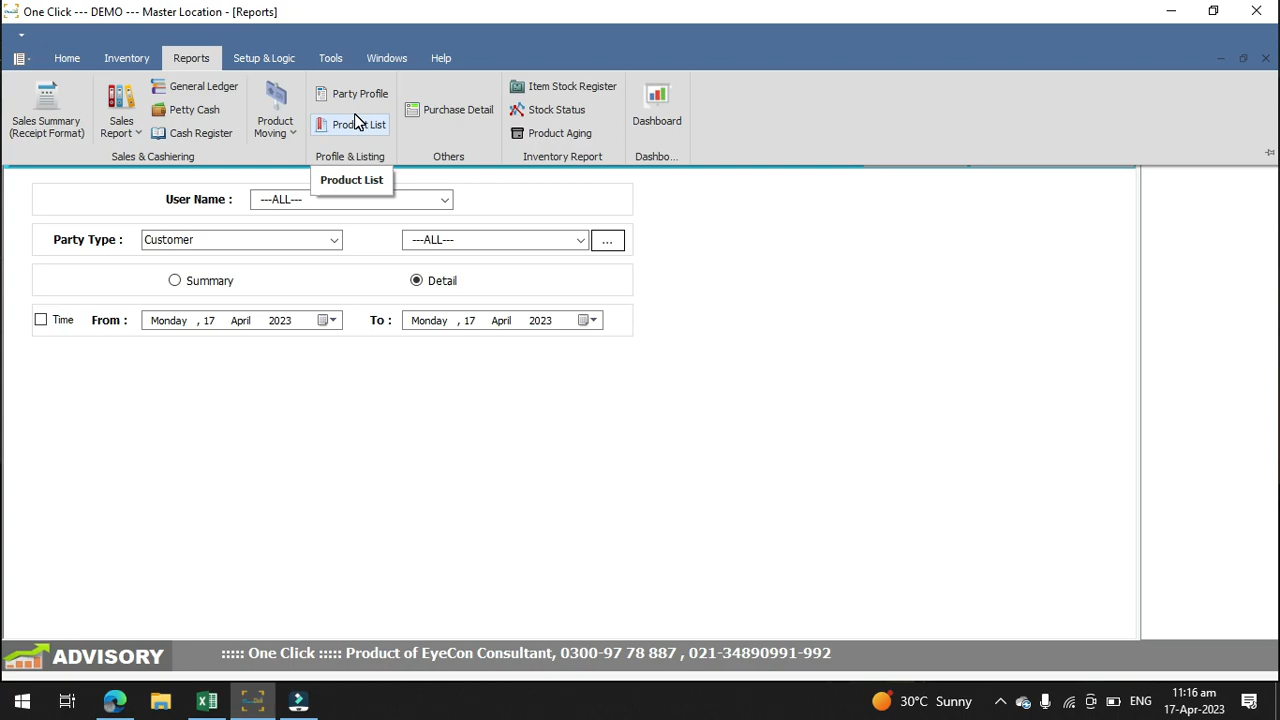 One Click --- DEMO --- Master Location - [Reports]
Home Inventory Reports Setup & Logic Tools Windows Help
Sales Summary (Receipt Format)
Sales Report
General Ledger
Petty Cash
Cash Register
Product Moving
Party Profile
Product List
Purchase Detail
Item Stock Register
Stock Status
Product Aging
Dashboard
Sales & Cashiering Profile & Listing Others Inventory Report Dashbo...
Product List
User Name : ---ALL---
Party Type : Customer ---ALL--- ...
Summary Detail
Time From : Monday , 17 April 2023 To : Monday , 17 April 2023
ADVISORY ::::: One Click ::::: Product of EyeCon Consultant, 0300-97 78 887 , 021-34890991-992
30°C Sunny ENG 11:16 am
17-Apr-2023